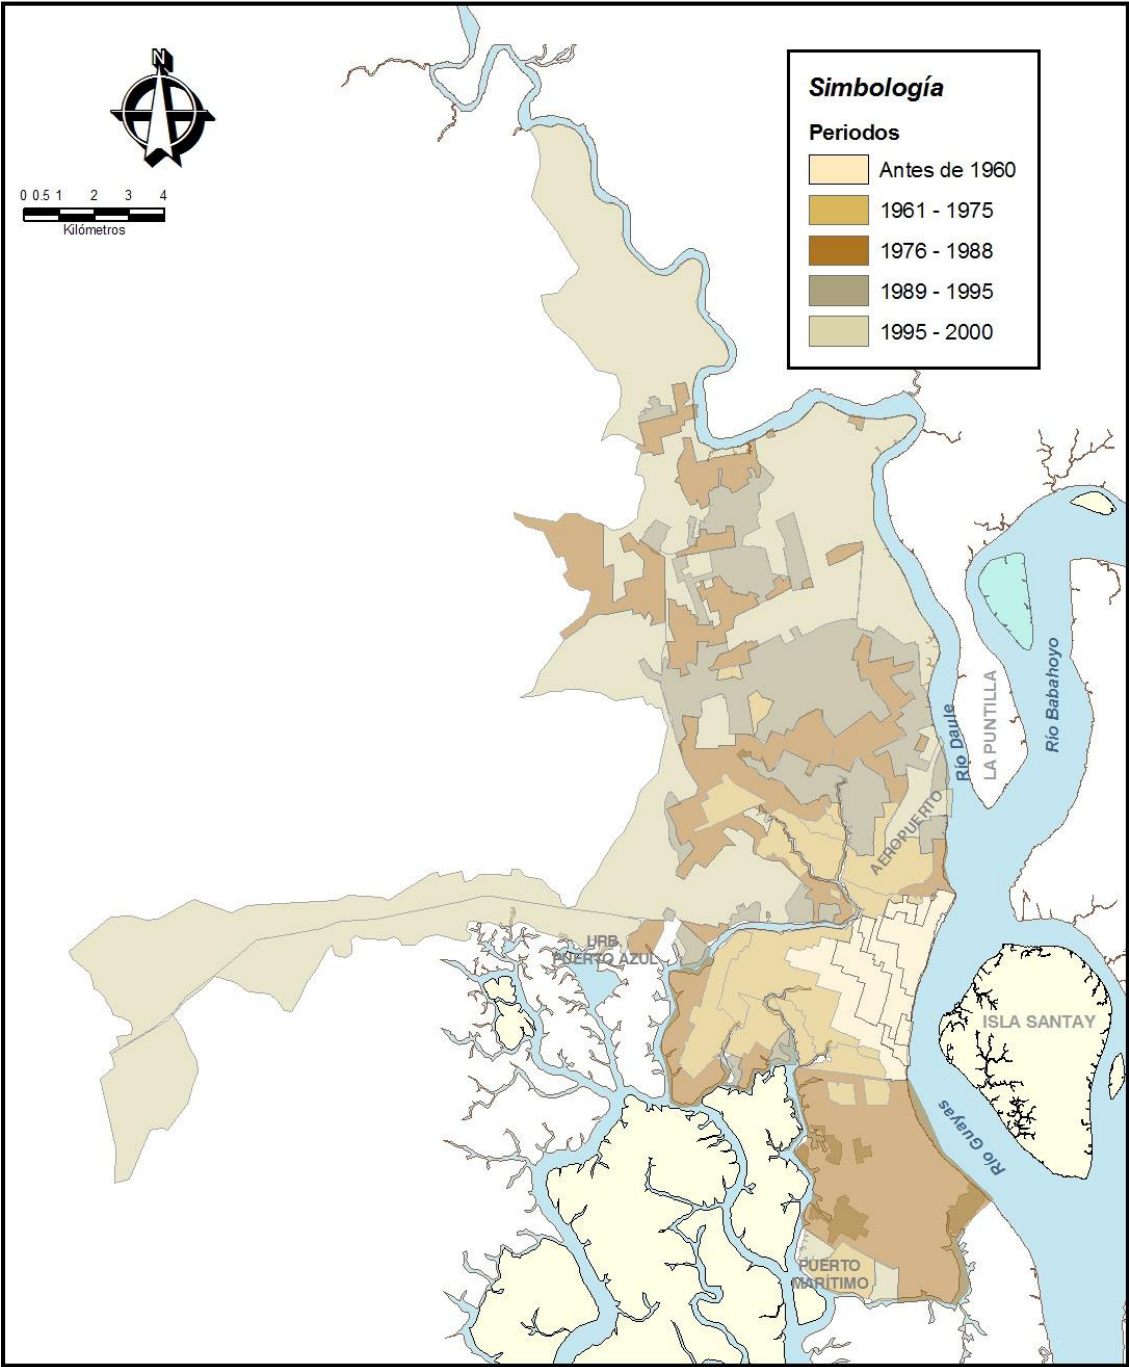 N
0 0.5 1 2 3 4
Kilómetros
Simbología
Periodos
Antes de 1960
1961 - 1975
1976 - 1988
1989 - 1995
1995 - 2000
Río Daule
LA PUNTILLA
Río Babahoyo
AEROPUERTO
URB.
PUERTO AZUL
ISLA SANTAY
Río Guayas
PUERTO
MARÍTIMO